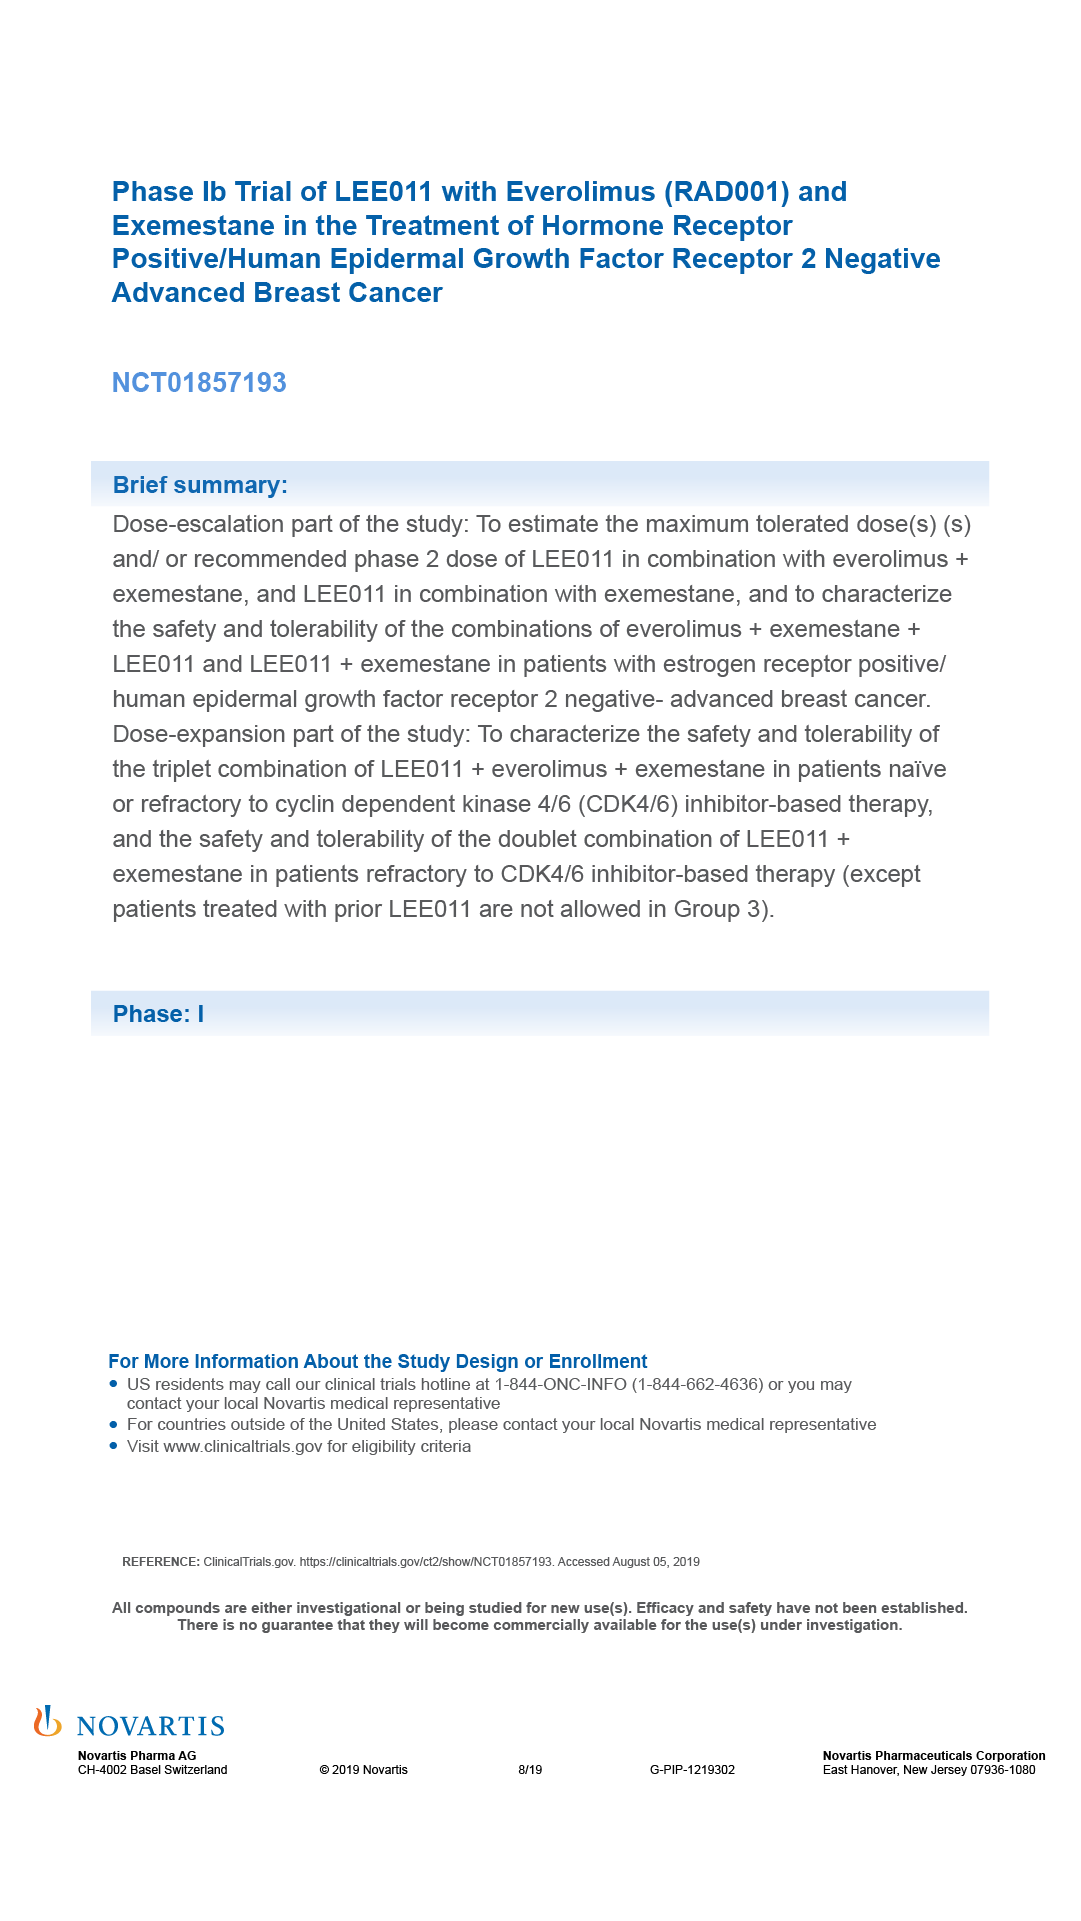 Phase Ib Trial of LEE011 with Everolimus (RAD001) and
Exemestane in the Treatment of Hormone Receptor
Positive/Human Epidermal Growth Factor Receptor 2 Negative
Advanced Breast Cancer
NCT01857193
Brief summary:
Dose-escalation part of the study: To estimate the maximum tolerated dose(s) (s)
and/ or recommended phase 2 dose of LEE011 in combination with everolimus +
exemestane, and LEE011 in combination with exemestane, and to characterize
the safety and tolerability of the combinations of everolimus + exemestane +
LEE011 and LEE011 + exemestane in patients with estrogen receptor positive/
human epidermal growth factor receptor 2 negative- advanced breast cancer.
Dose-expansion part of the study: To characterize the safety and tolerability of
the triplet combination of LEE011 + everolimus + exemestane in patients naïve
or refractory to cyclin dependent kinase 4/6 (CDK4/6) inhibitor-based therapy,
and the safety and tolerability of the doublet combination of LEE011 +
exemestane in patients refractory to CDK4/6 inhibitor-based therapy (except
patients treated with prior LEE011 are not allowed in Group 3).
Phase: I
For More Information About the Study Design or Enrollment
• US residents may call our clinical trials hotline at 1-844-ONC-INFO (1-844-662-4636) or you may
contact your local Novartis medical representative
• For countries outside of the United States, please contact your local Novartis medical representative
• Visit www.clinicaltrials.gov for eligibility criteria
REFERENCE: ClinicalTrials.gov. https://clinicaltrials.gov/ct2/show/NCT01857193. Accessed August 05, 2019
All compounds are either investigational or being studied for new use(s). Efficacy and safety have not been established.
There is no guarantee that they will become commercially available for the use(s) under investigation.
NOVARTIS
Novartis Pharma AG
CH-4002 Basel Switzerland
© 2019 Novartis
8/19
G-PIP-1219302
Novartis Pharmaceuticals Corporation
East Hanover, New Jersey 07936-1080